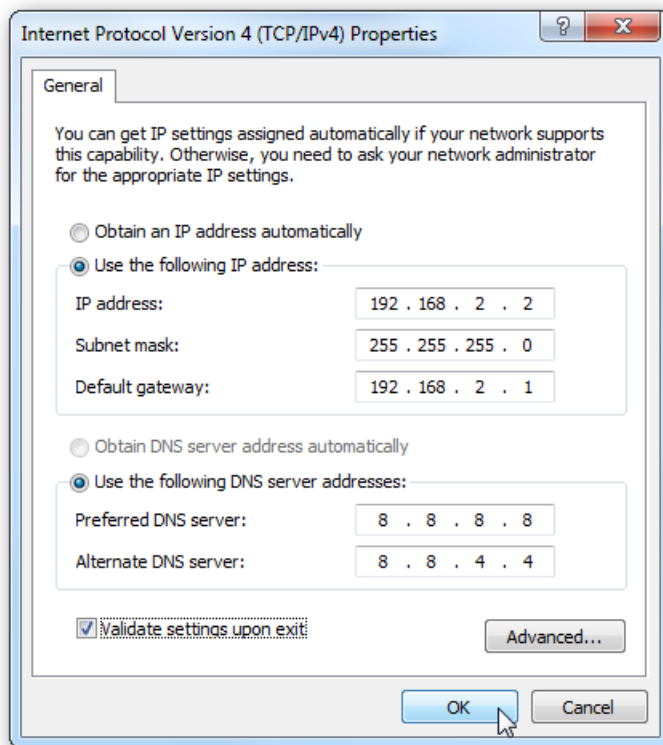 Internet Protocol Version 4 (TCP/IPv4) Properties
General
You can get IP settings assigned automatically if your network supports
this capability. Otherwise, you need to ask your network administrator
for the appropriate IP settings.
Obtain an IP address automatically
Use the following IP address:
IP address: 192 . 168 . 2 . 2
Subnet mask: 255 . 255 . 255 . 0
Default gateway: 192 . 168 . 2 . 1
Obtain DNS server address automatically
Use the following DNS server addresses:
Preferred DNS server: 8 . 8 . 8 . 8
Alternate DNS server: 8 . 8 . 4 . 4
Validate settings upon exit
Advanced...
OK Cancel